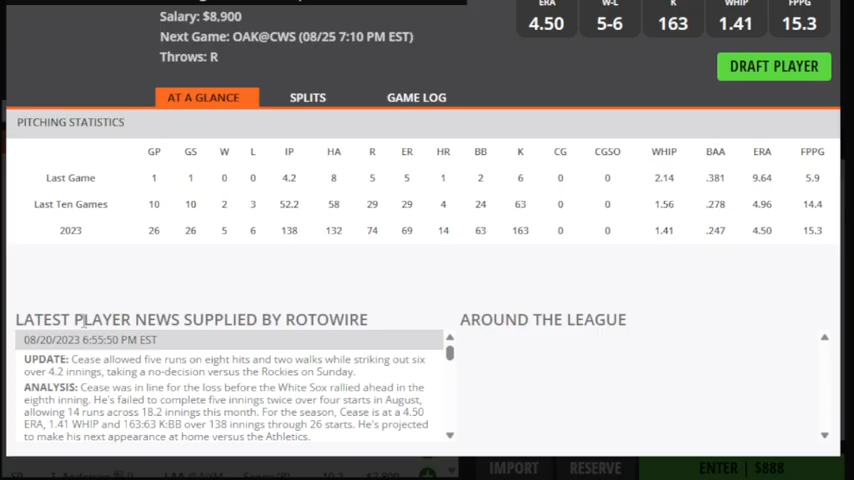 ERA W-L K WHIP FPPG
Salary: $8,900
4.50 5-6 163 1.41 15.3
Next Game: OAK@CWS (08/25 7:10 PM EST)
Throws: R
DRAFT PLAYER
AT A GLANCE SPLITS GAME LOG
PITCHING STATISTICS
GP GS W L IP HA R ER HR BB K CG CGSO WHIP BAA ERA FPPG
Last Game 1 1 0 0 4.2 8 5 5 1 2 6 0 0 2.14 .381 9.64 5.9
Last Ten Games 10 10 2 3 52.2 58 29 29 4 24 63 0 0 1.56 .278 4.96 14.4
2023 26 26 5 6 138 132 74 69 14 63 163 0 0 1.41 .247 4.50 15.3
LATEST PLAYER NEWS SUPPLIED BY ROTOWIRE
AROUND THE LEAGUE
08/20/2023 6:55:50 PM EST
UPDATE: Cease allowed five runs on eight hits and two walks while striking out six
over 4.2 innings, taking a no-decision versus the Rockies on Sunday.
ANALYSIS: Cease was in line for the loss before the White Sox rallied ahead in the
eighth inning. He's failed to complete five innings twice over four starts in August,
allowing 14 runs across 18.2 innings this month. For the season, Cease is at a 4.50
ERA, 1.41 WHIP and 163:63 K:BB over 138 innings through 26 starts. He's projected
to make his next appearance at home versus the Athletics.
IMPORT RESERVE ENTER | $888